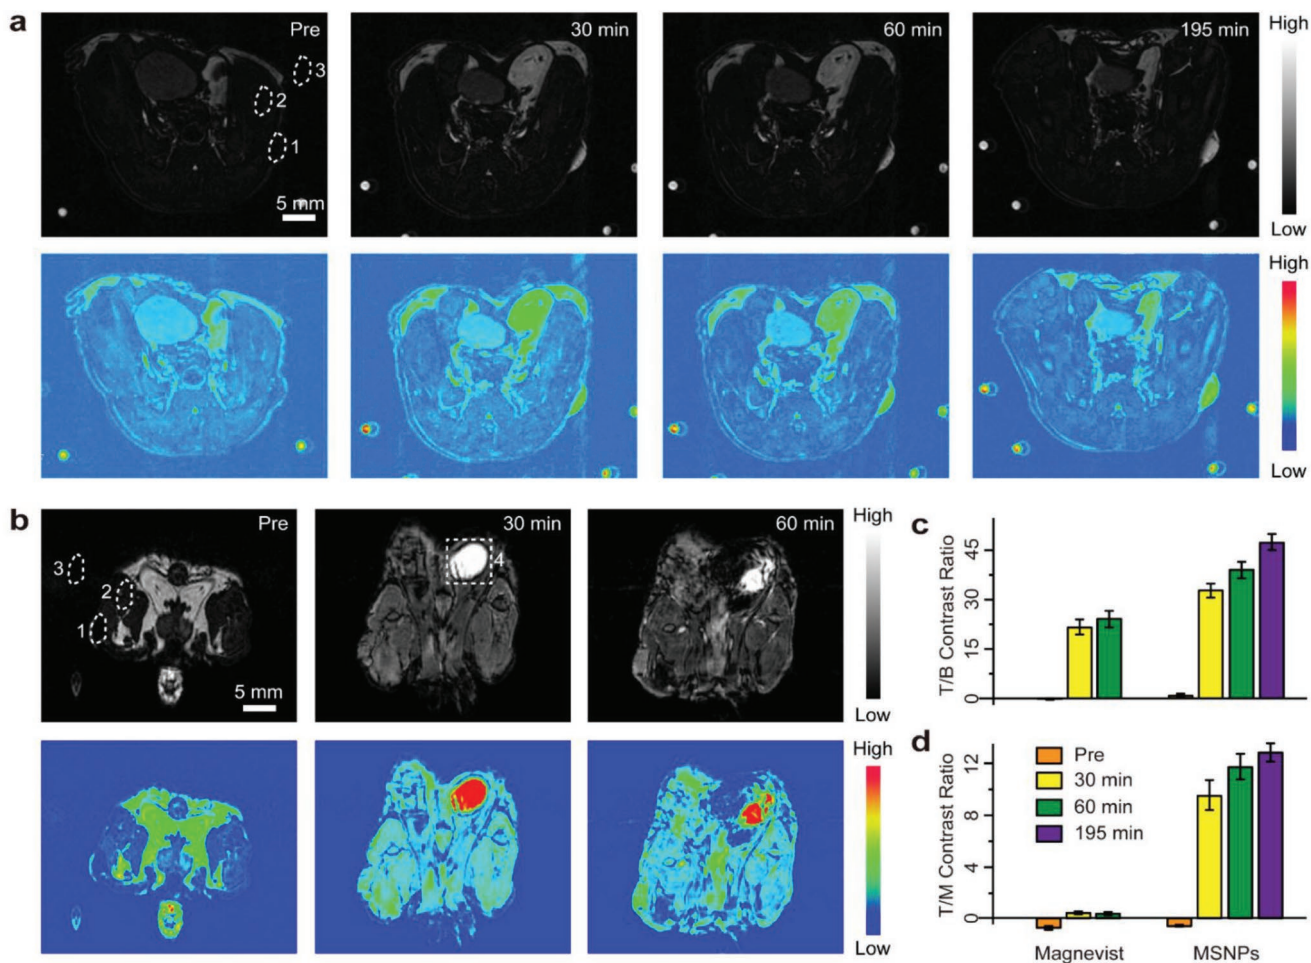 a
Pre
30 min
60 min
195 min
High
3
2
1
5 mm
Low
High
Low
b
Pre
30 min
60 min
High
3
2
1
4
5 mm
Low
High
Low
c
T/B Contrast Ratio
45
30
15
0
d
T/M Contrast Ratio
12
8
4
0
Pre
30 min
60 min
195 min
Magnevist
MSNPs